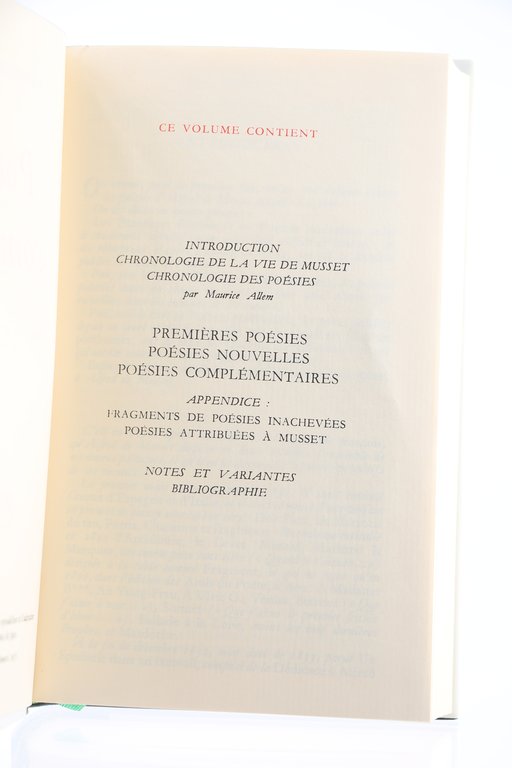 CE VOLUME CONTIENT
INTRODUCTION
CHRONOLOGIE DE LA VIE DE MUSSET
CHRONOLOGIE DES POÉSIES
par Maurice Allem
PREMIÈRES POÉSIES
POÉSIES NOUVELLES
POÉSIES COMPLÉMENTAIRES
APPENDICE :
FRAGMENTS DE POÉSIES INACHEVÉES
POÉSIES ATTRIBUÉES À MUSSET
NOTES ET VARIANTES
BIBLIOGRAPHIE